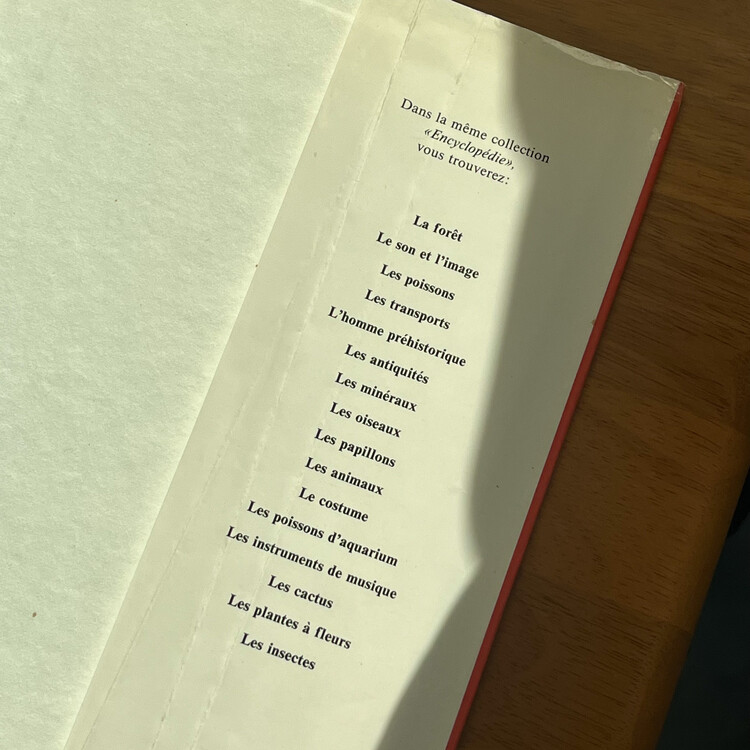 Dans la même collection
«Encyclopédie»,
vous trouverez:
La forêt
Le son et l'image
Les poissons
Les transports
L'homme préhistorique
Les antiquités
Les minéraux
Les oiseaux
Les papillons
Les animaux
Le costume
Les poissons d'aquarium
Les instruments de musique
Les cactus
Les plantes à fleurs
Les insectes